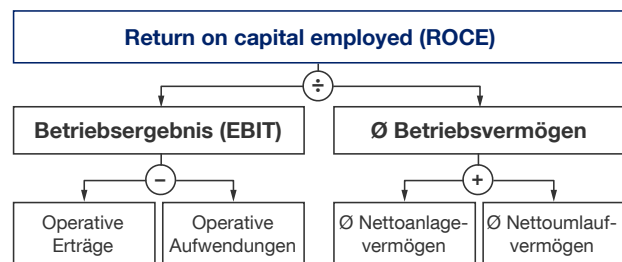 Return on capital employed (ROCE)
÷
Betriebsergebnis (EBIT)
Ø Betriebsvermögen
−
+
Operative
Erträge
Operative
Aufwendungen
Ø Nettoanlage-
vermögen
Ø Nettoumlauf-
vermögen